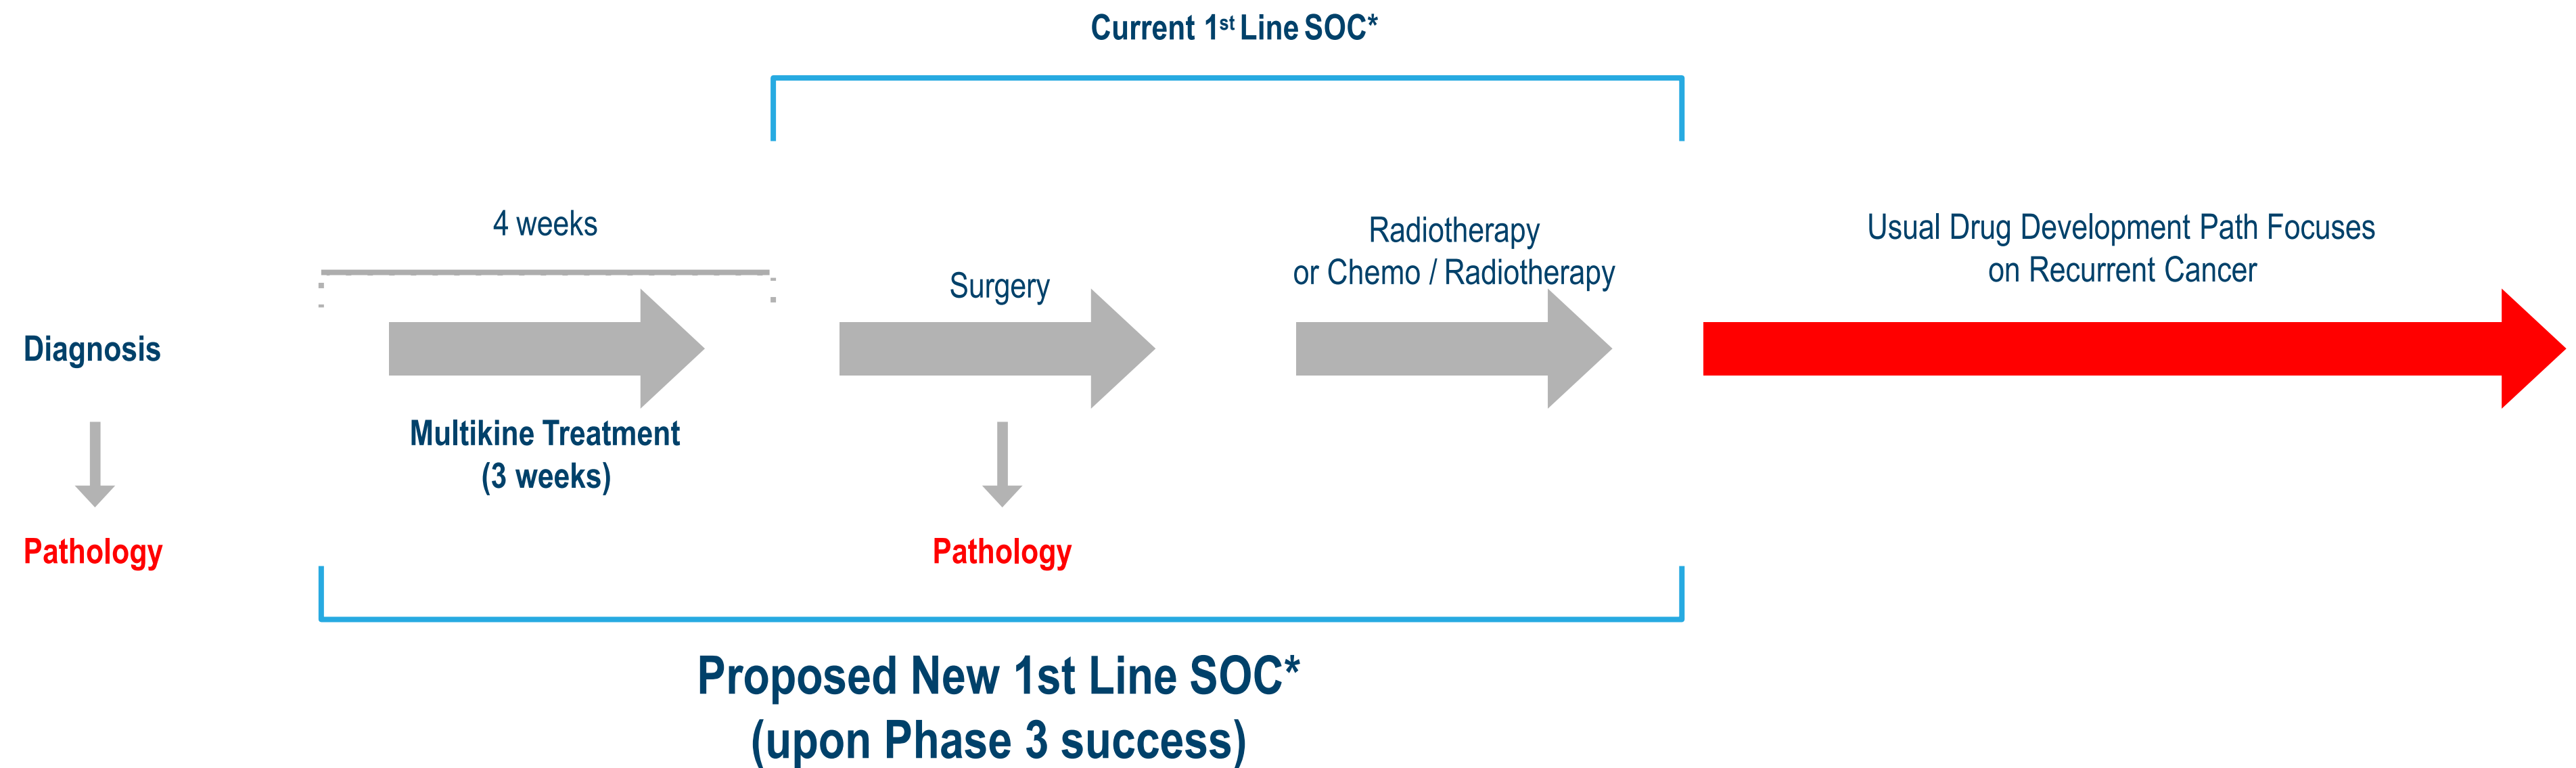 Current 1st Line SOC*
4 weeks
Surgery
Radiotherapy
or Chemo / Radiotherapy
Usual Drug Development Path Focuses
on Recurrent Cancer
Diagnosis
Multikine Treatment
(3 weeks)
Pathology
Pathology
Proposed New 1st Line SOC*
(upon Phase 3 success)